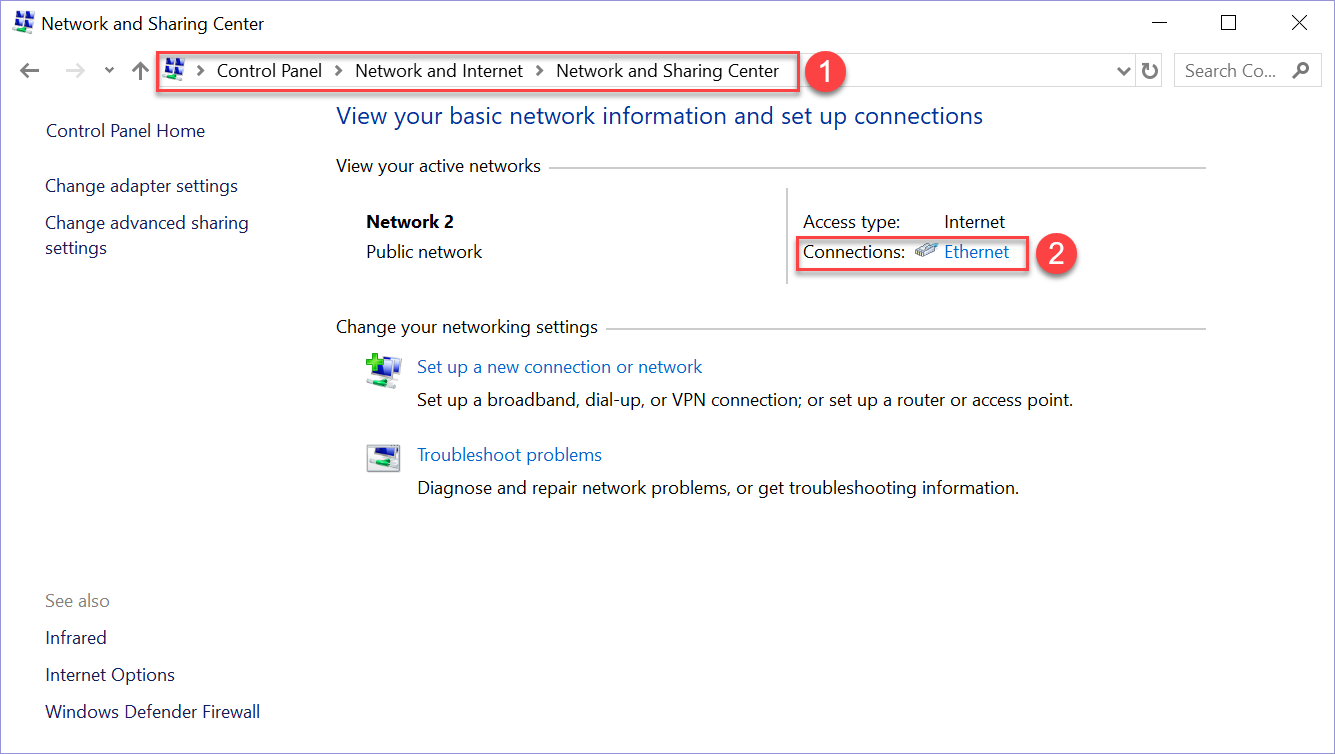 Network and Sharing Center
Control Panel > Network and Internet > Network and Sharing Center
1
Search Co...
Control Panel Home
Change adapter settings
Change advanced sharing
settings
View your basic network information and set up connections
View your active networks
Network 2
Public network
Access type: Internet
Connections: Ethernet
2
Change your networking settings
Set up a new connection or network
Set up a broadband, dial-up, or VPN connection; or set up a router or access point.
Troubleshoot problems
Diagnose and repair network problems, or get troubleshooting information.
See also
Infrared
Internet Options
Windows Defender Firewall